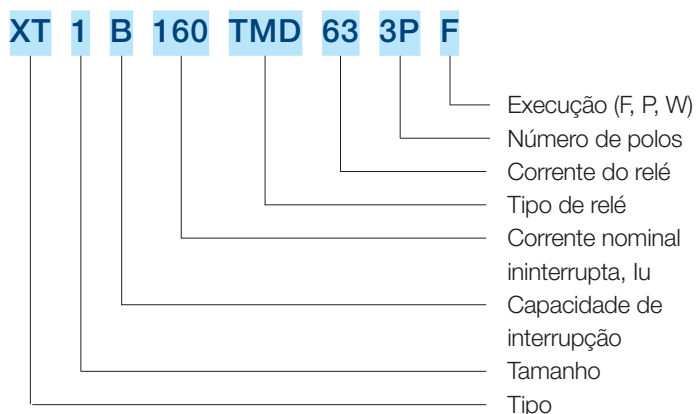 XT 1 B 160 TMD 63 3P F
Execução (F, P, W)
Número de polos
Corrente do relé
Tipo de relé
Corrente nominal
ininterrupta, Iu
Capacidade de
interrupção
Tamanho
Tipo